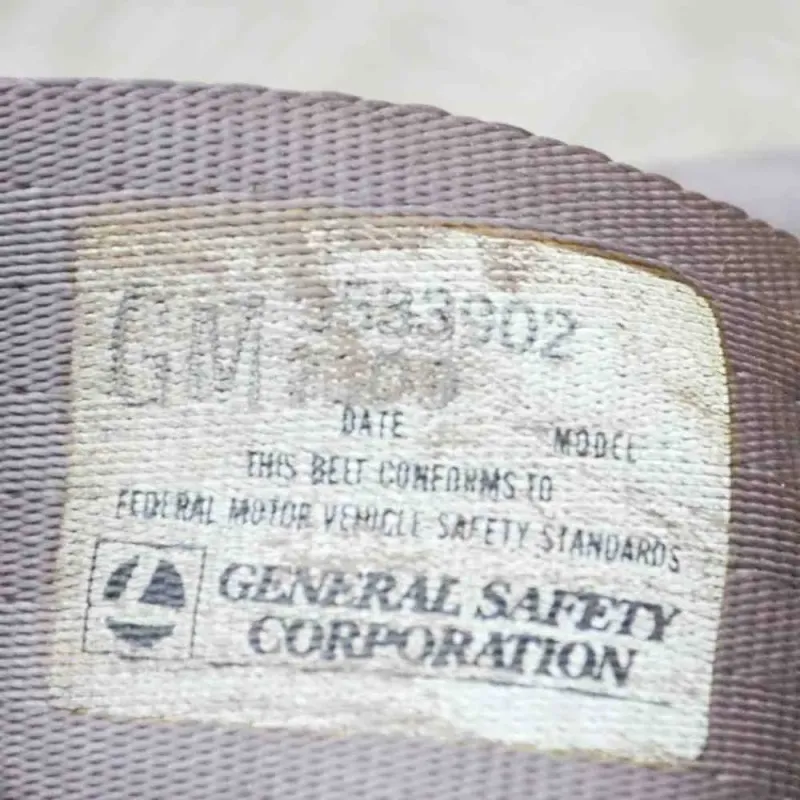 GM
DATE MODEL
THIS BELT CONFORMS TO
FEDERAL MOTOR VEHICLE SAFETY STANDARDS
GENERAL SAFETY
CORPORATION